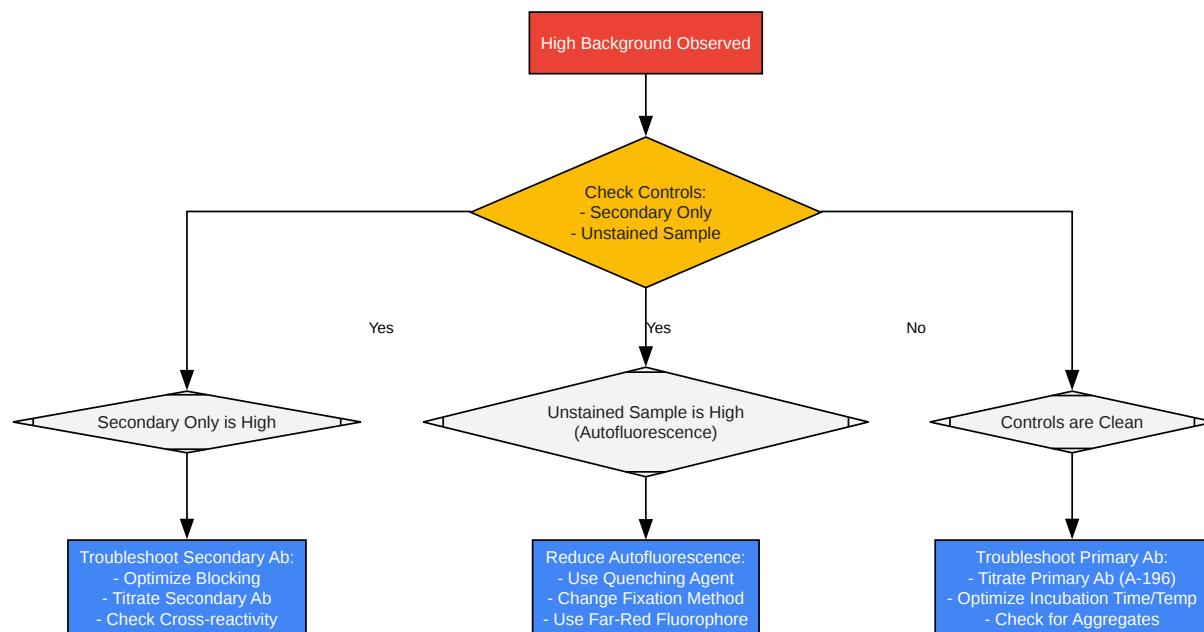 High Background Observed
Check Controls:
- Secondary Only
- Unstained Sample
Yes
Yes
No
Secondary Only is High
Unstained Sample is High
(Autofluorescence)
Controls are Clean
Troubleshoot Secondary Ab:
- Optimize Blocking
- Titrate Secondary Ab
- Check Cross-reactivity
Reduce Autofluorescence:
- Use Quenching Agent
- Change Fixation Method
- Use Far-Red Fluorophore
Troubleshoot Primary Ab:
- Titrate Primary Ab (A-196)
- Optimize Incubation Time/Temp
- Check for Aggregates